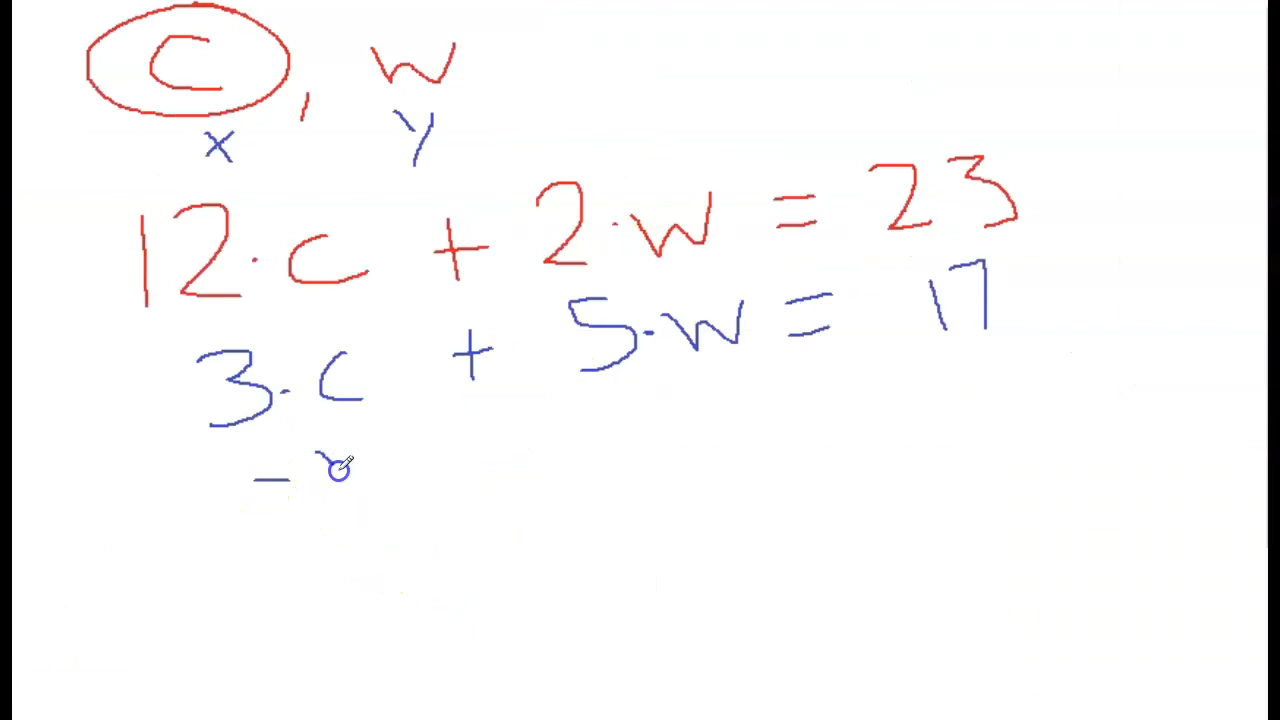 C , W
x y
12·C + 2·W = 23
3·C + 5·W = 17
–